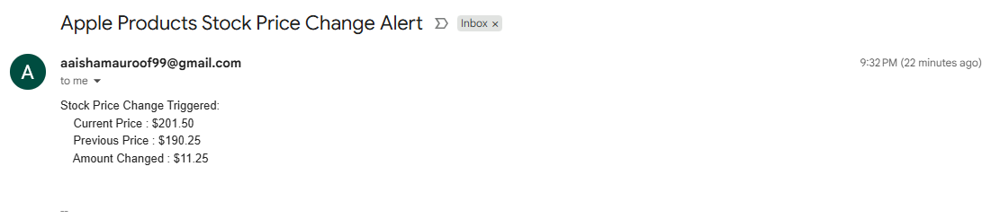 Apple Products Stock Price Change Alert Inbox ×
A
aaishamauroof99@gmail.com 9:32 PM (22 minutes ago)
to me
Stock Price Change Triggered:
Current Price : $201.50
Previous Price : $190.25
Amount Changed : $11.25
--